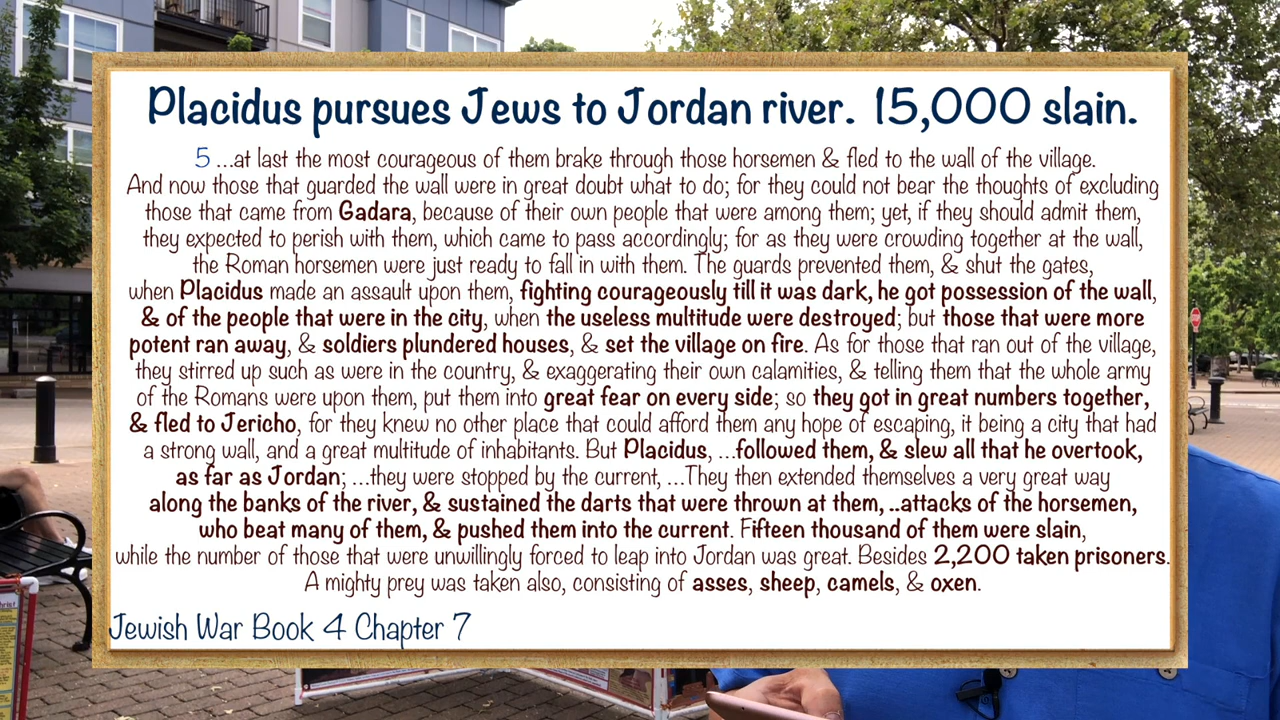 Placidus pursues Jews to Jordan river. 15,000 slain.
5 ...at last the most courageous of them brake through those horsemen & fled to the wall of the village.
And now those that guarded the wall were in great doubt what to do; for they could not bear the thoughts of excluding
those that came from Gadara, because of their own people that were among them; yet, if they should admit them,
they expected to perish with them, which came to pass accordingly; for as they were crowding together at the wall,
the Roman horsemen were just ready to fall in with them. The guards prevented them, & shut the gates,
when Placidus made an assault upon them, fighting courageously till it was dark, he got possession of the wall,
& of the people that were in the city, when the useless multitude were destroyed; but those that were more
potent ran away, & soldiers plundered houses, & set the village on fire. As for those that ran out of the village,
they stirred up such as were in the country, & exaggerating their own calamities, & telling them that the whole army
of the Romans were upon them, put them into great fear on every side; so they got in great numbers together,
& fled to Jericho, for they knew no other place that could afford them any hope of escaping, it being a city that had
a strong wall, and a great multitude of inhabitants. But Placidus, ...followed them, & slew all that he overtook,
as far as Jordan; ...they were stopped by the current, ...They then extended themselves a very great way
along the banks of the river, & sustained the darts that were thrown at them, ..attacks of the horsemen,
who beat many of them, & pushed them into the current. Fifteen thousand of them were slain,
while the number of those that were unwillingly forced to leap into Jordan was great. Besides 2,200 taken prisoners.
A mighty prey was taken also, consisting of asses, sheep, camels, & oxen.
Jewish War Book 4 Chapter 7